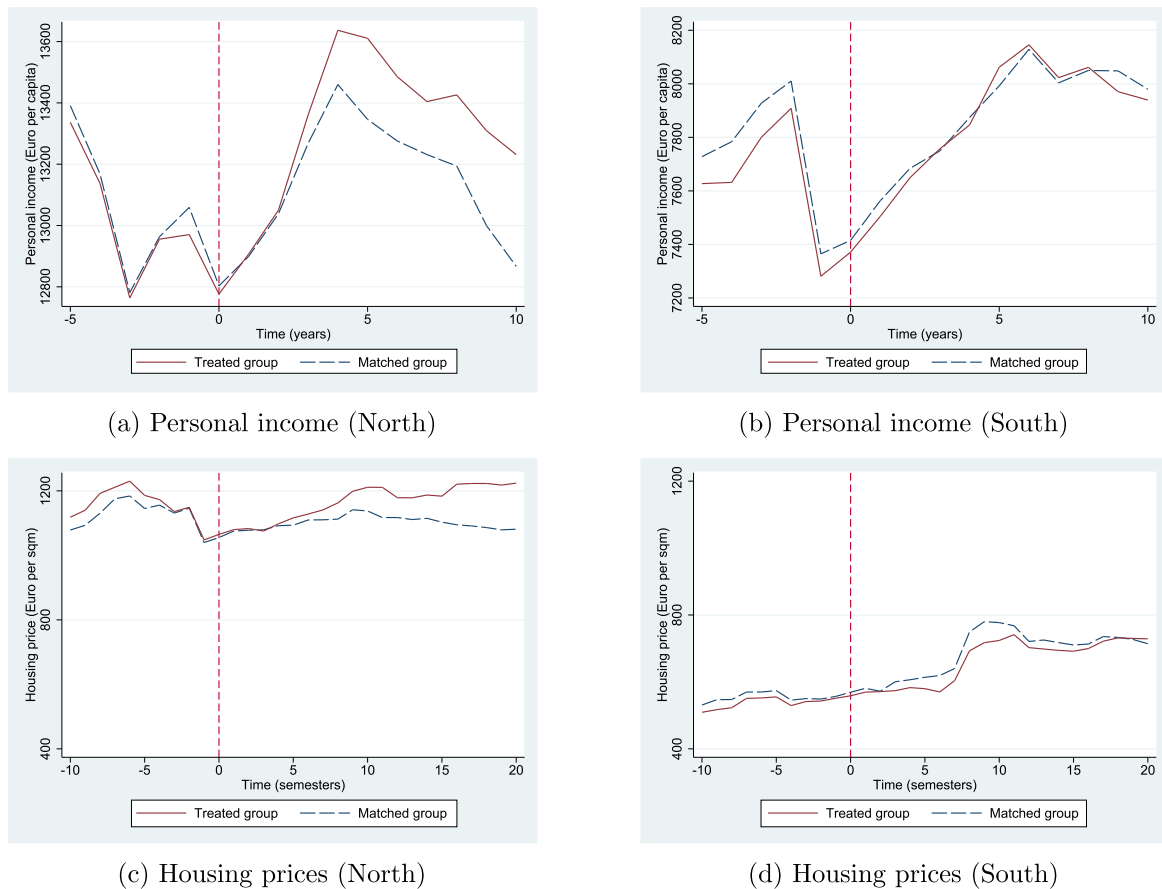 Personal income (Euro per capita)
12800 13000 13200 13400 13600
-5 0 5 10
Time (years)
Treated group Matched group
(a) Personal income (North)
Personal income (Euro per capita)
7200 7400 7600 7800 8000 8200
-5 0 5 10
Time (years)
Treated group Matched group
(b) Personal income (South)
Housing price (Euro per sqm)
400 800 1200
-10 -5 0 5 10 15 20
Time (semesters)
Treated group Matched group
(c) Housing prices (North)
Housing price (Euro per sqm)
400 800 1200
-10 -5 0 5 10 15 20
Time (semesters)
Treated group Matched group
(d) Housing prices (South)